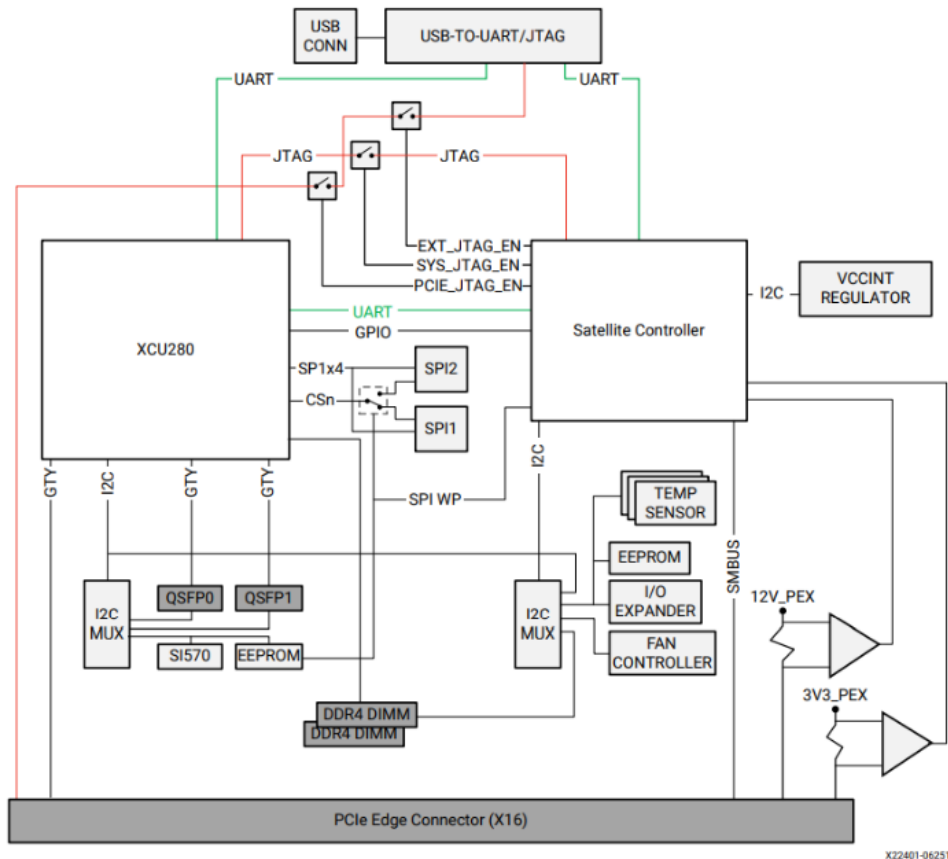 USB
CONN
USB-TO-UART/JTAG
UART
UART
JTAG
JTAG
EXT_JTAG_EN
SYS_JTAG_EN
PCIE_JTAG_EN
I2C
VCCINT
REGULATOR
XCU280
UART
GPIO
Satellite Controller
SP1x4
SPI2
CSn
SPI1
GTY
I2C
GTY
GTY
SPI WP
I2C
SMBUS
TEMP
SENSOR
EEPROM
I/O
EXPANDER
FAN
CONTROLLER
I2C
MUX
QSFP0
QSFP1
SI570
EEPROM
I2C
MUX
12V_PEX
3V3_PEX
DDR4 DIMM
DDR4 DIMM
PCIe Edge Connector (X16)
X22401-06251